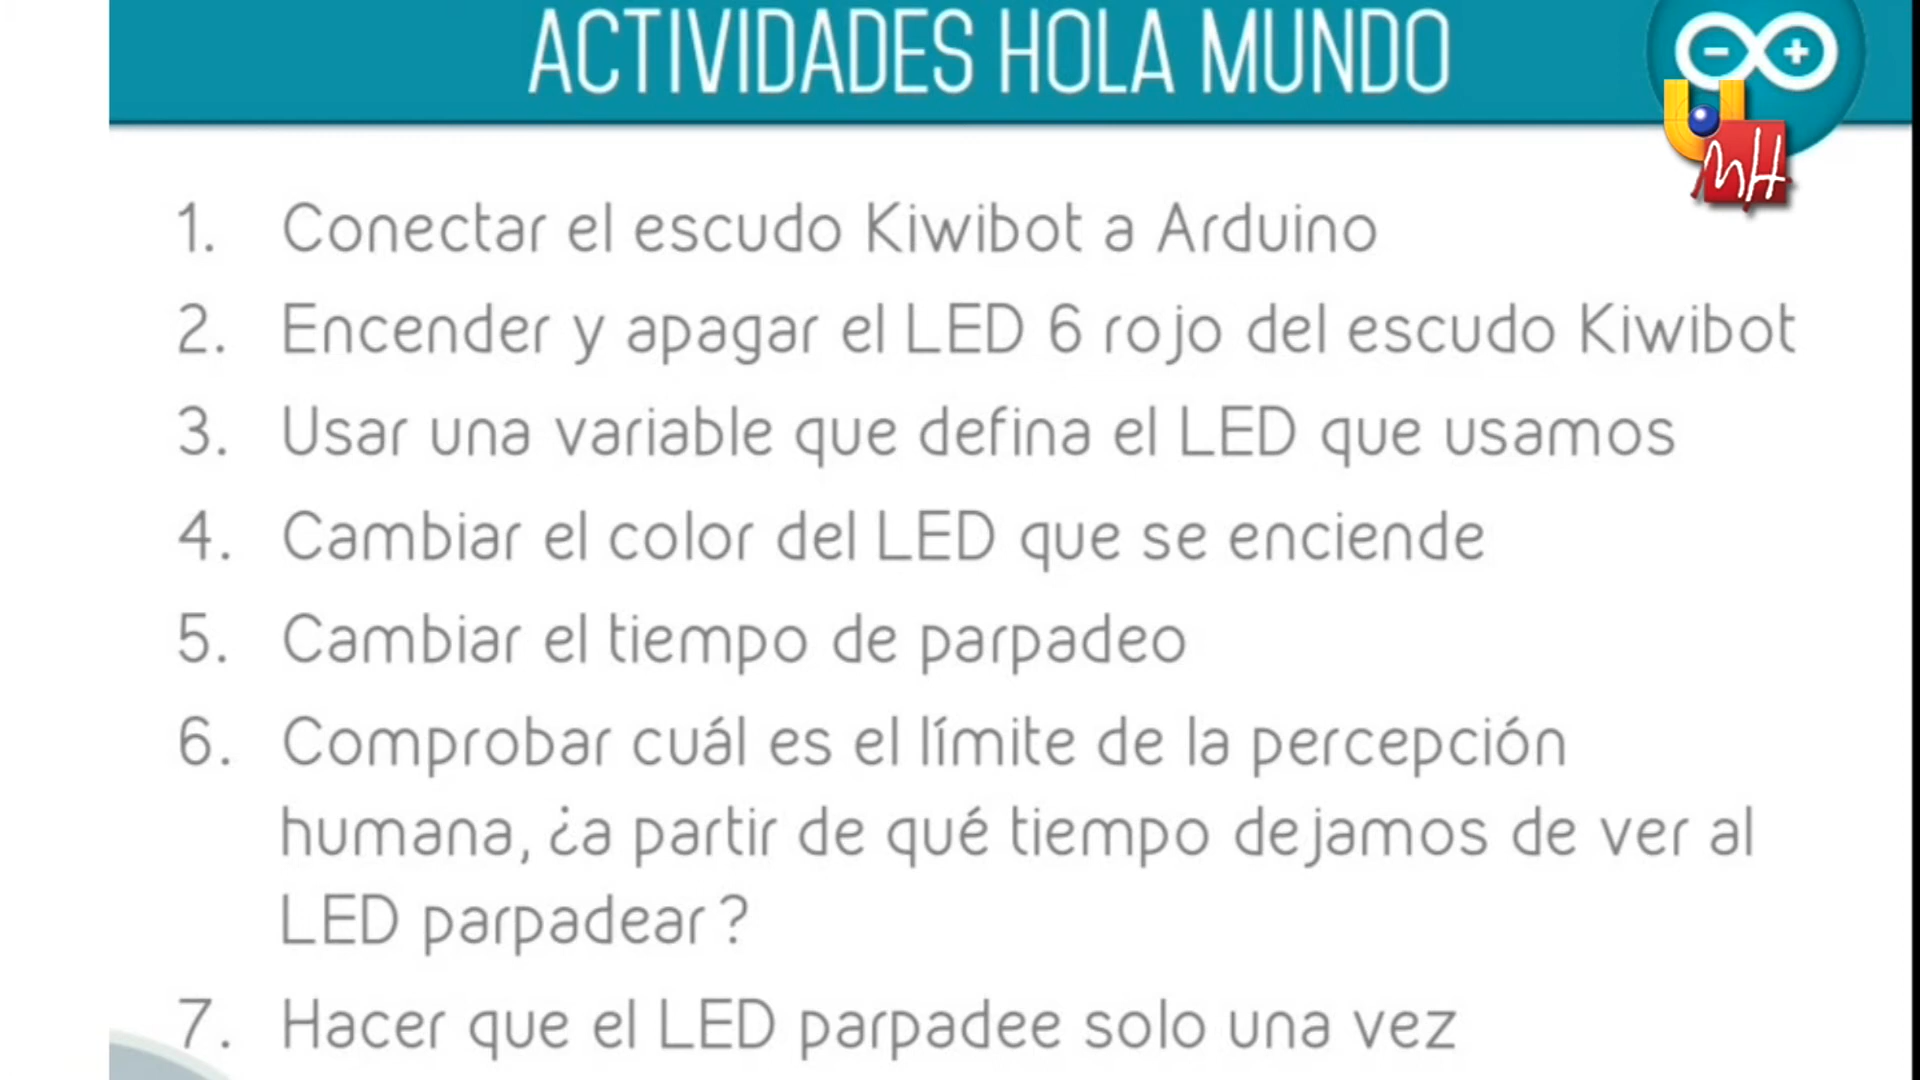 ACTIVIDADES HOLA MUNDO
UMH
1. Conectar el escudo Kiwibot a Arduino
2. Encender y apagar el LED 6 rojo del escudo Kiwibot
3. Usar una variable que defina el LED que usamos
4. Cambiar el color del LED que se enciende
5. Cambiar el tiempo de parpadeo
6. Comprobar cuál es el límite de la percepción
humana, ¿a partir de qué tiempo dejamos de ver al
LED parpadear?
7. Hacer que el LED parpadee solo una vez